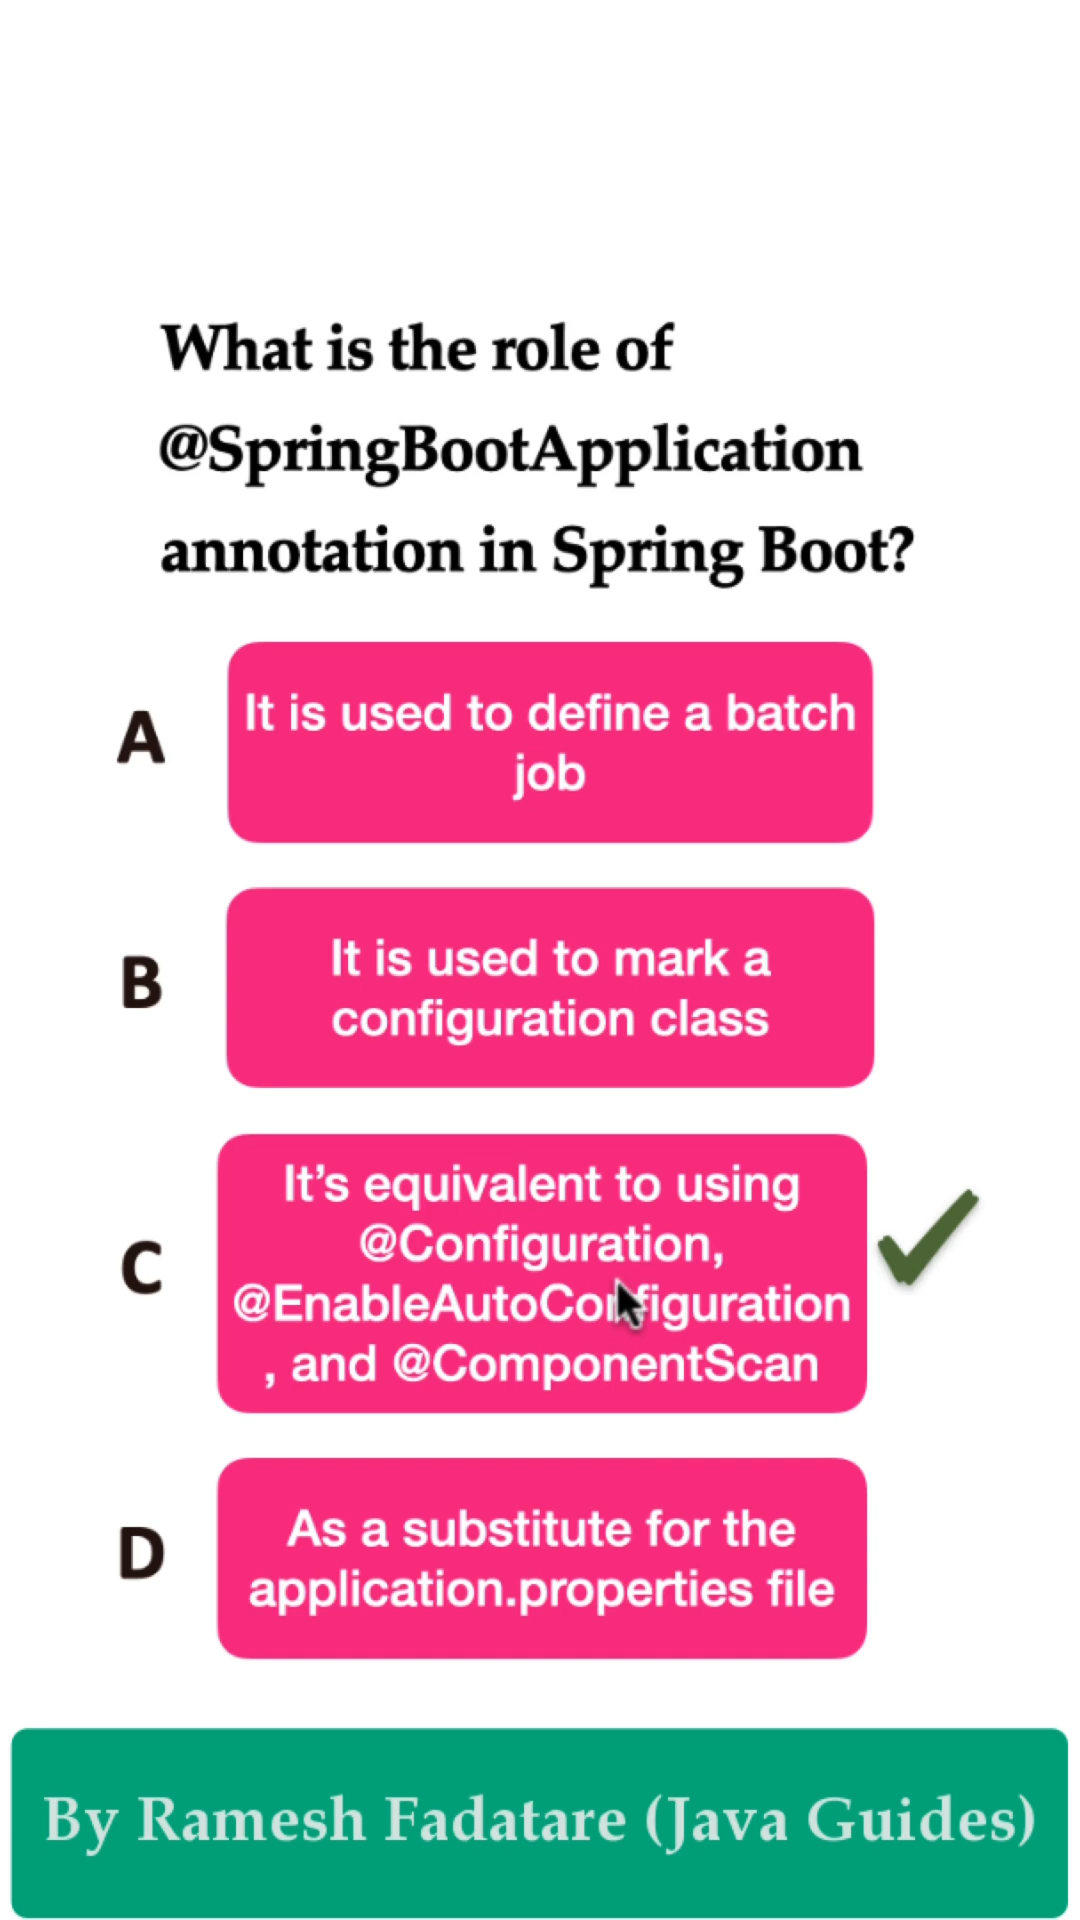 What is the role of
@SpringBootApplication
annotation in Spring Boot?
A
It is used to define a batch
job
B
It is used to mark a
configuration class
C
It’s equivalent to using
@Configuration,
@EnableAutoConfiguration
, and @ComponentScan
D
As a substitute for the
application.properties file
By Ramesh Fadatare (Java Guides)